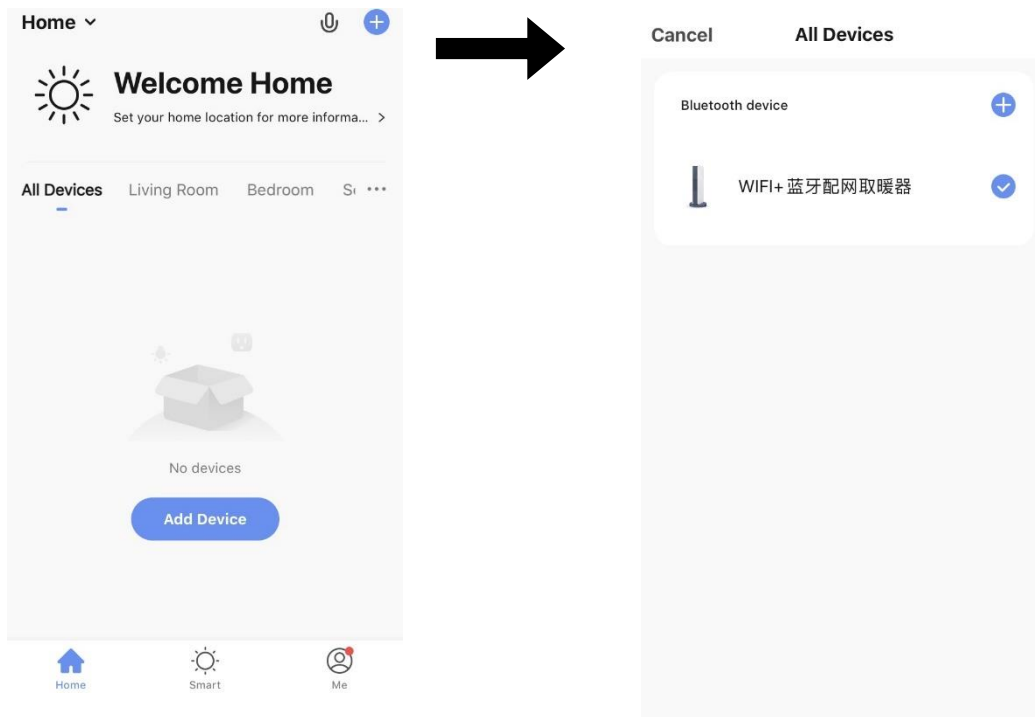 Home
Welcome Home
Set your home location for more informa...
All Devices Living Room Bedroom
No devices
Add Device
Home Smart Me
Cancel All Devices
Bluetooth device
WIFI+蓝牙配网取暖器